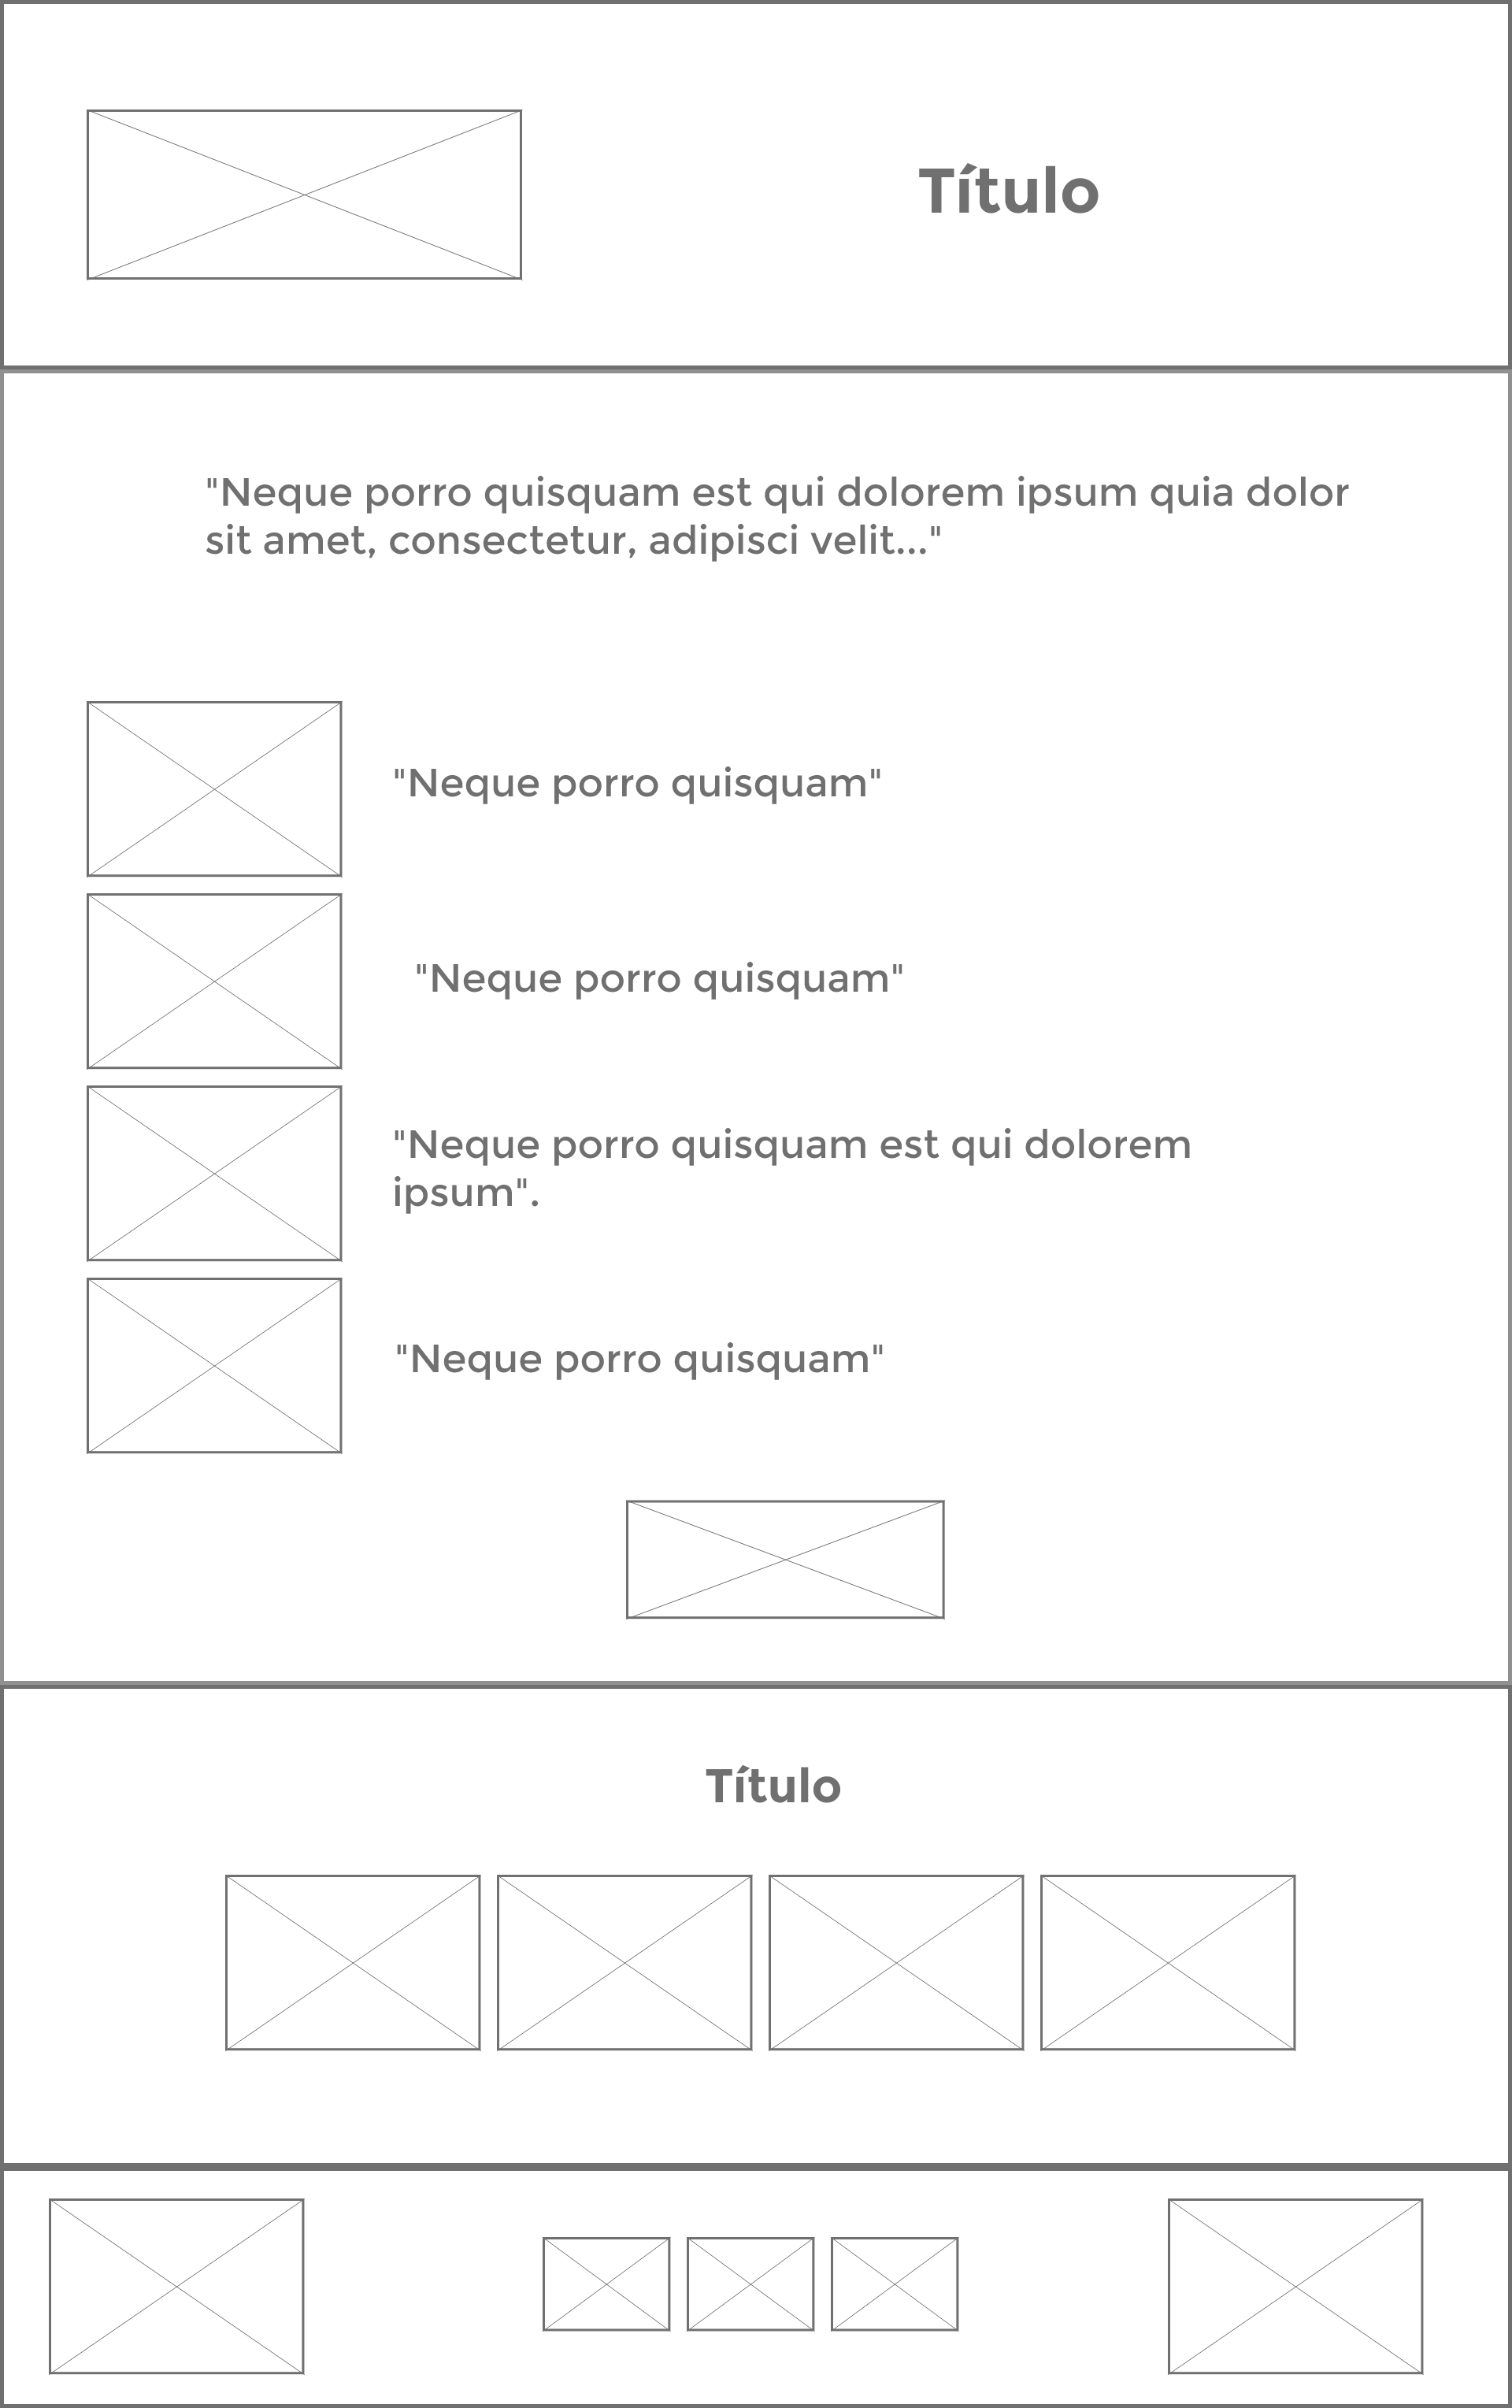 Título
"Neque porro quisquam est qui dolorem ipsum quia dolor
sit amet, consectetur, adipisci velit..."
"Neque porro quisquam"
"Neque porro quisquam"
"Neque porro quisquam est qui dolorem
ipsum".
"Neque porro quisquam"
Título